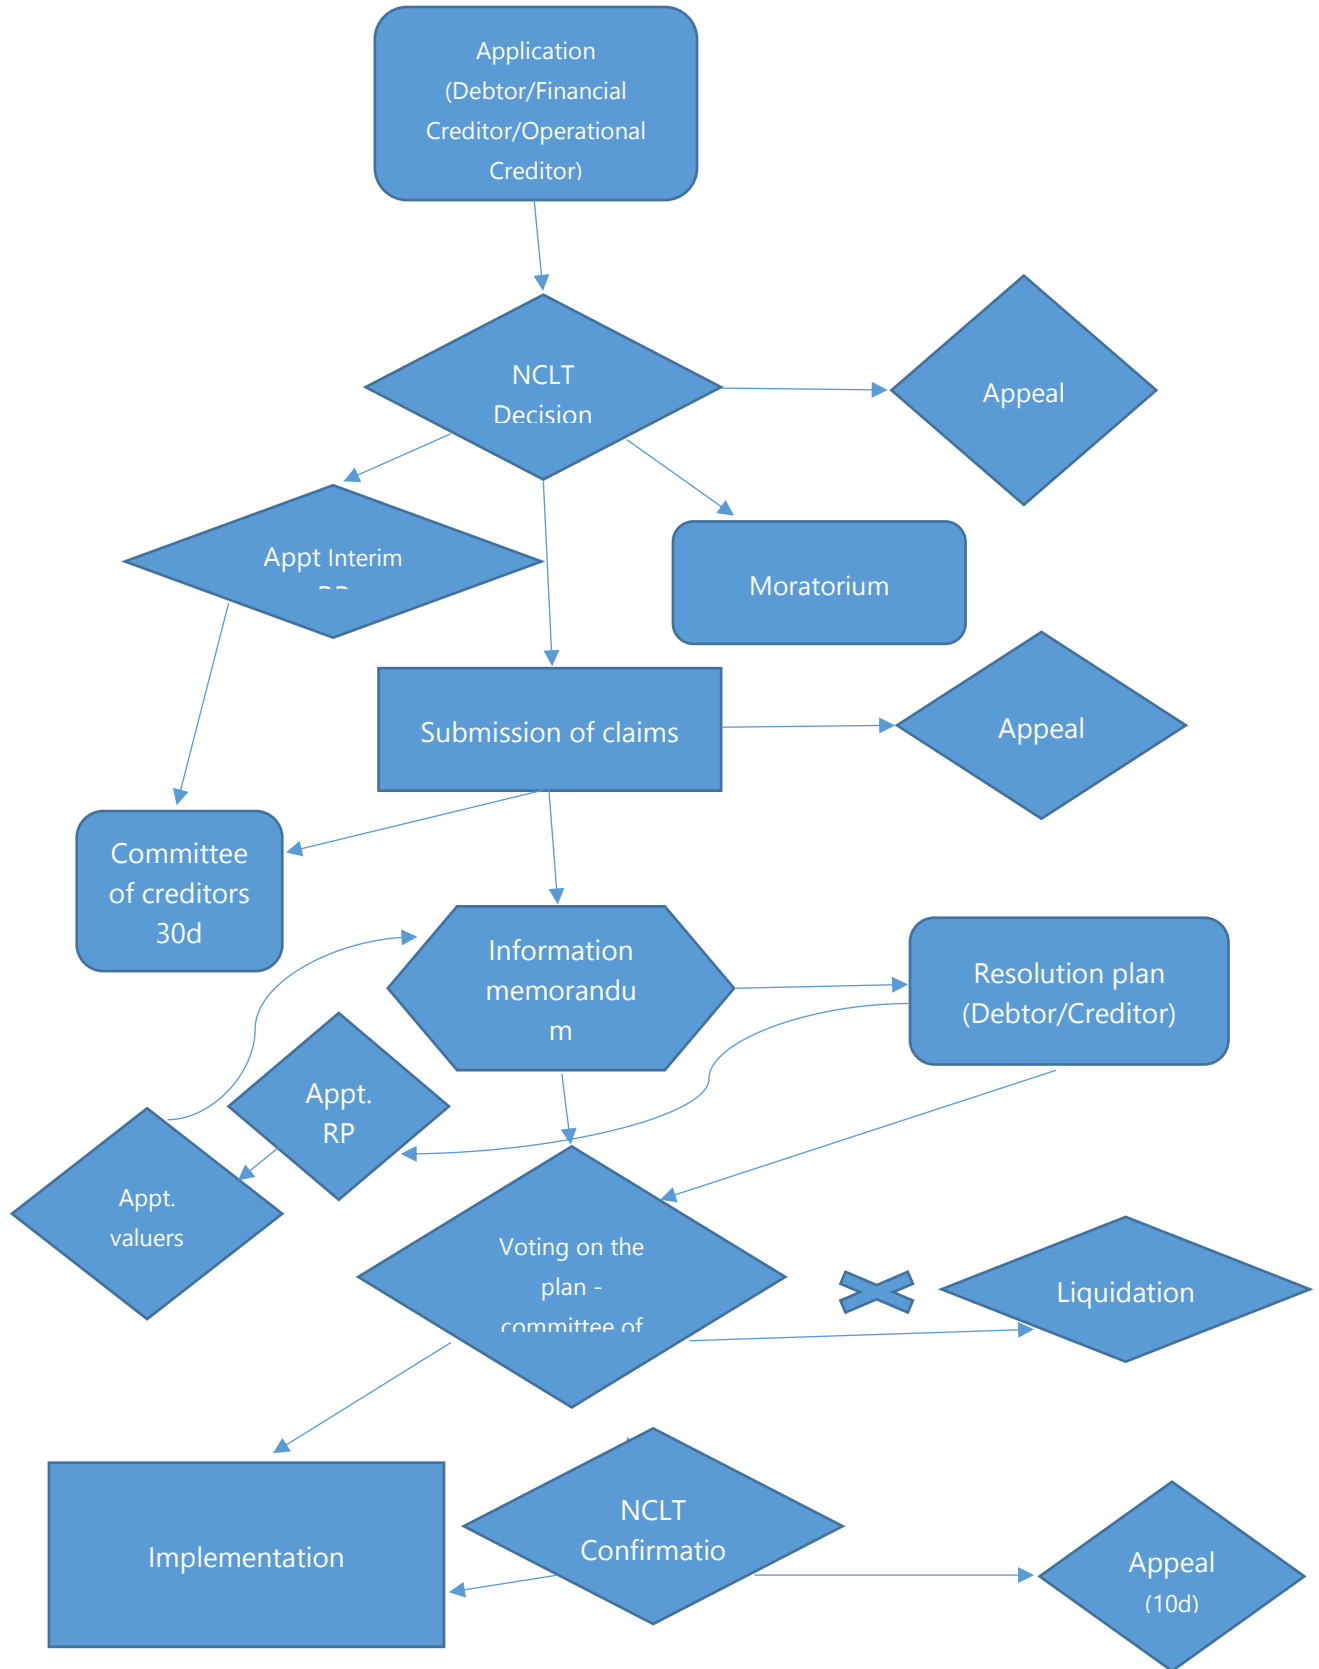 Application
(Debtor/Financial
Creditor/Operational
Creditor)
NCLT
Decision
Appeal
Appt Interim
Moratorium
Submission of claims
Appeal
Committee
of creditors
30d
Information
memorandu
m
Resolution plan
(Debtor/Creditor)
Appt.
RP
Appt.
valuers
Voting on the
plan -
committee of
Liquidation
NCLT
Confirmatio
Implementation
Appeal
(10d)